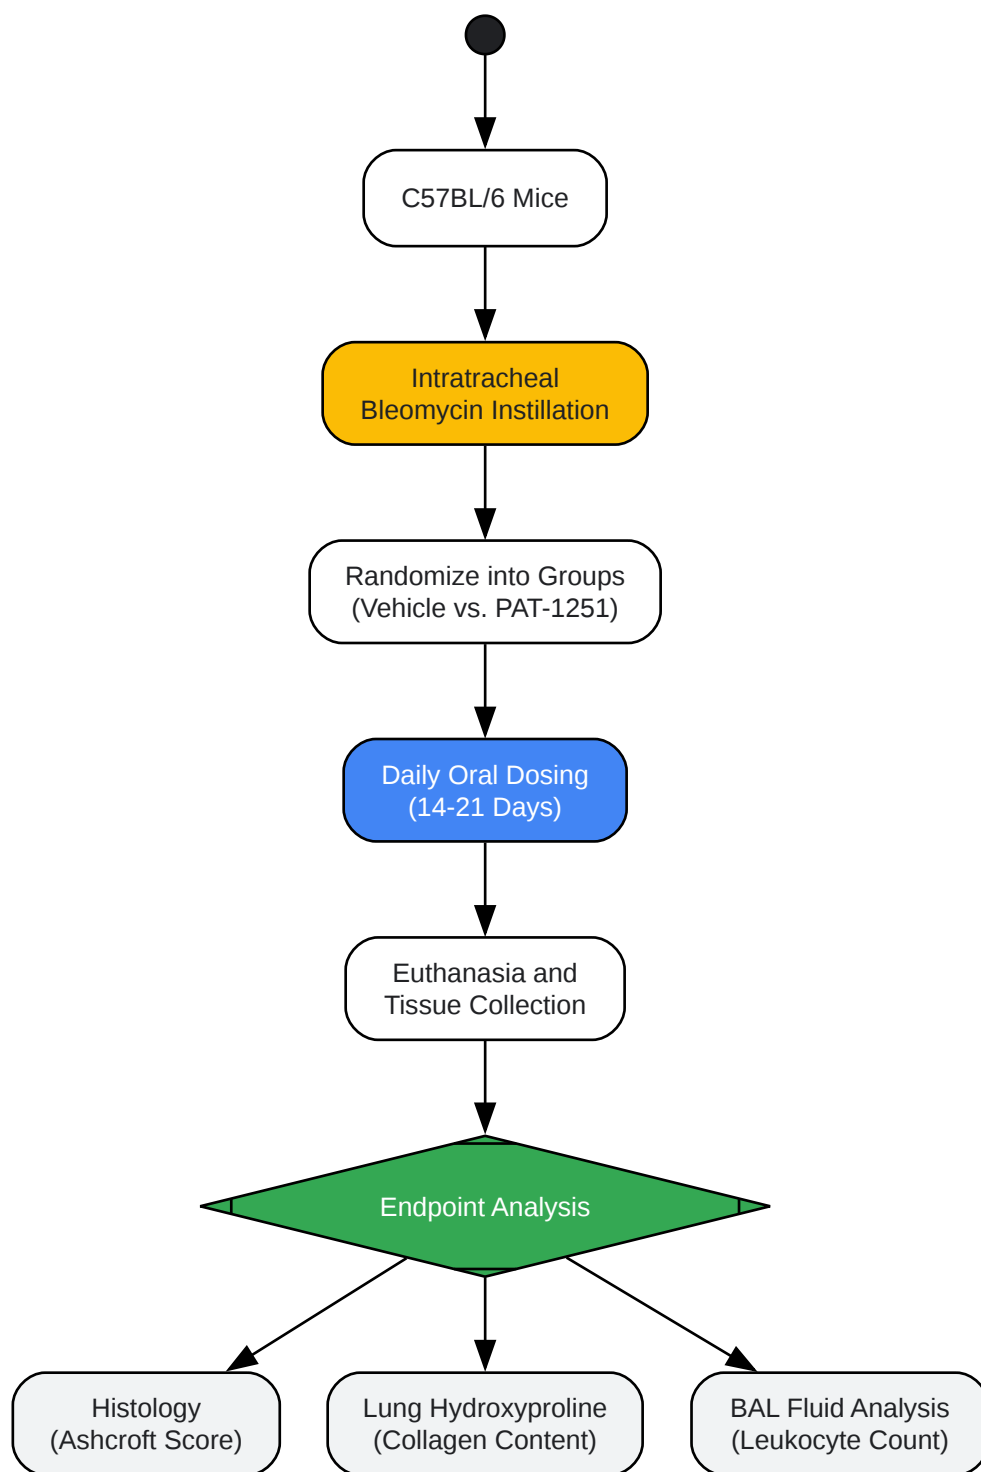 C57BL/6 Mice
Intratracheal
Bleomycin Instillation
Randomize into Groups
(Vehicle vs. PAT-1251)
Daily Oral Dosing
(14-21 Days)
Euthanasia and
Tissue Collection
Endpoint Analysis
Histology
(Ashcroft Score)
Lung Hydroxyproline
(Collagen Content)
BAL Fluid Analysis
(Leukocyte Count)